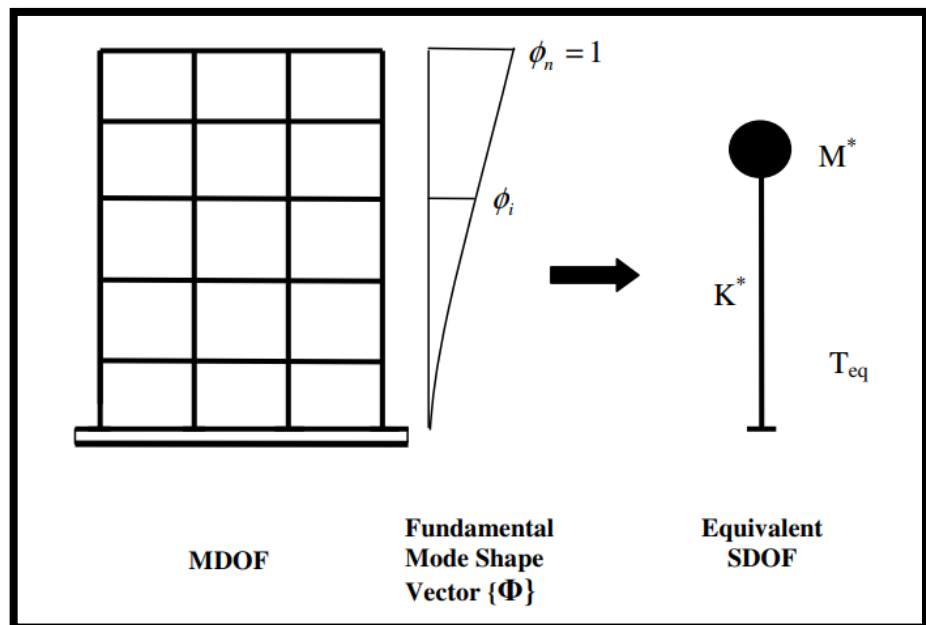 ϕn = 1
ϕi
M*
K*
Teq
MDOF
Fundamental
Mode Shape
Vector {Φ}
Equivalent
SDOF